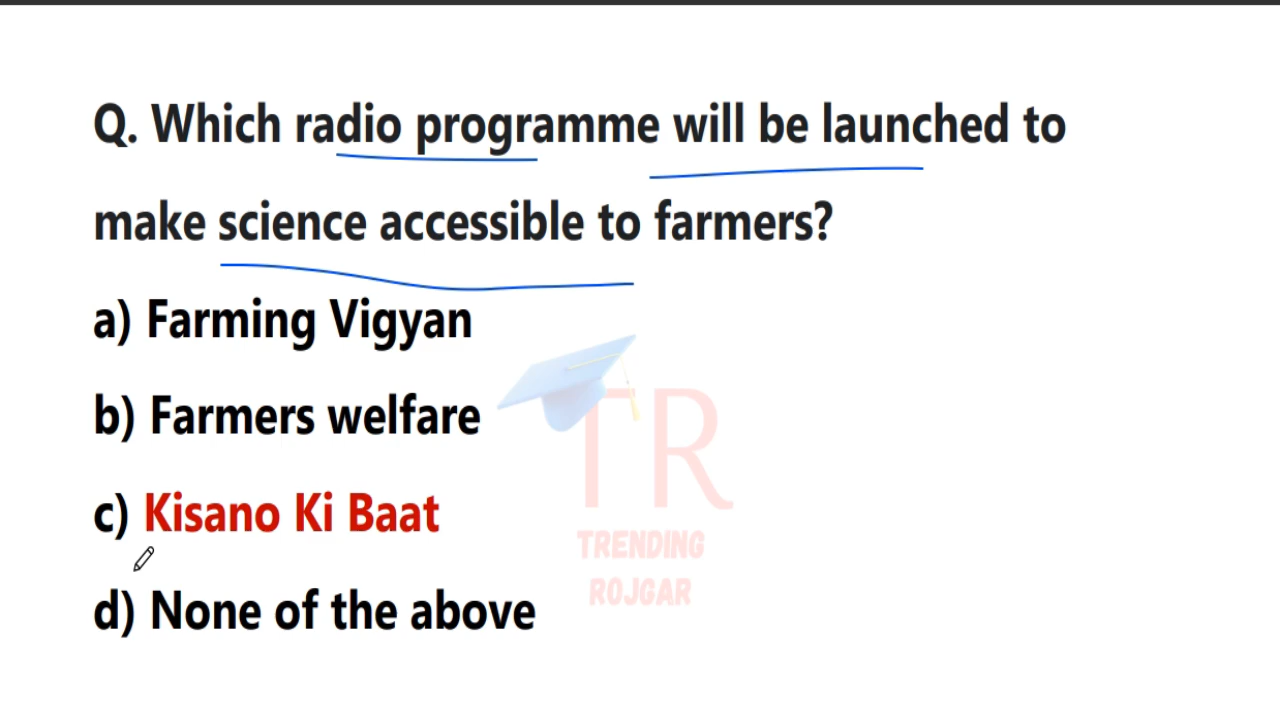 Q. Which radio programme will be launched to
make science accessible to farmers?
a) Farming Vigyan
b) Farmers welfare
c) Kisano Ki Baat
d) None of the above
TR
TRENDING
ROJGAR